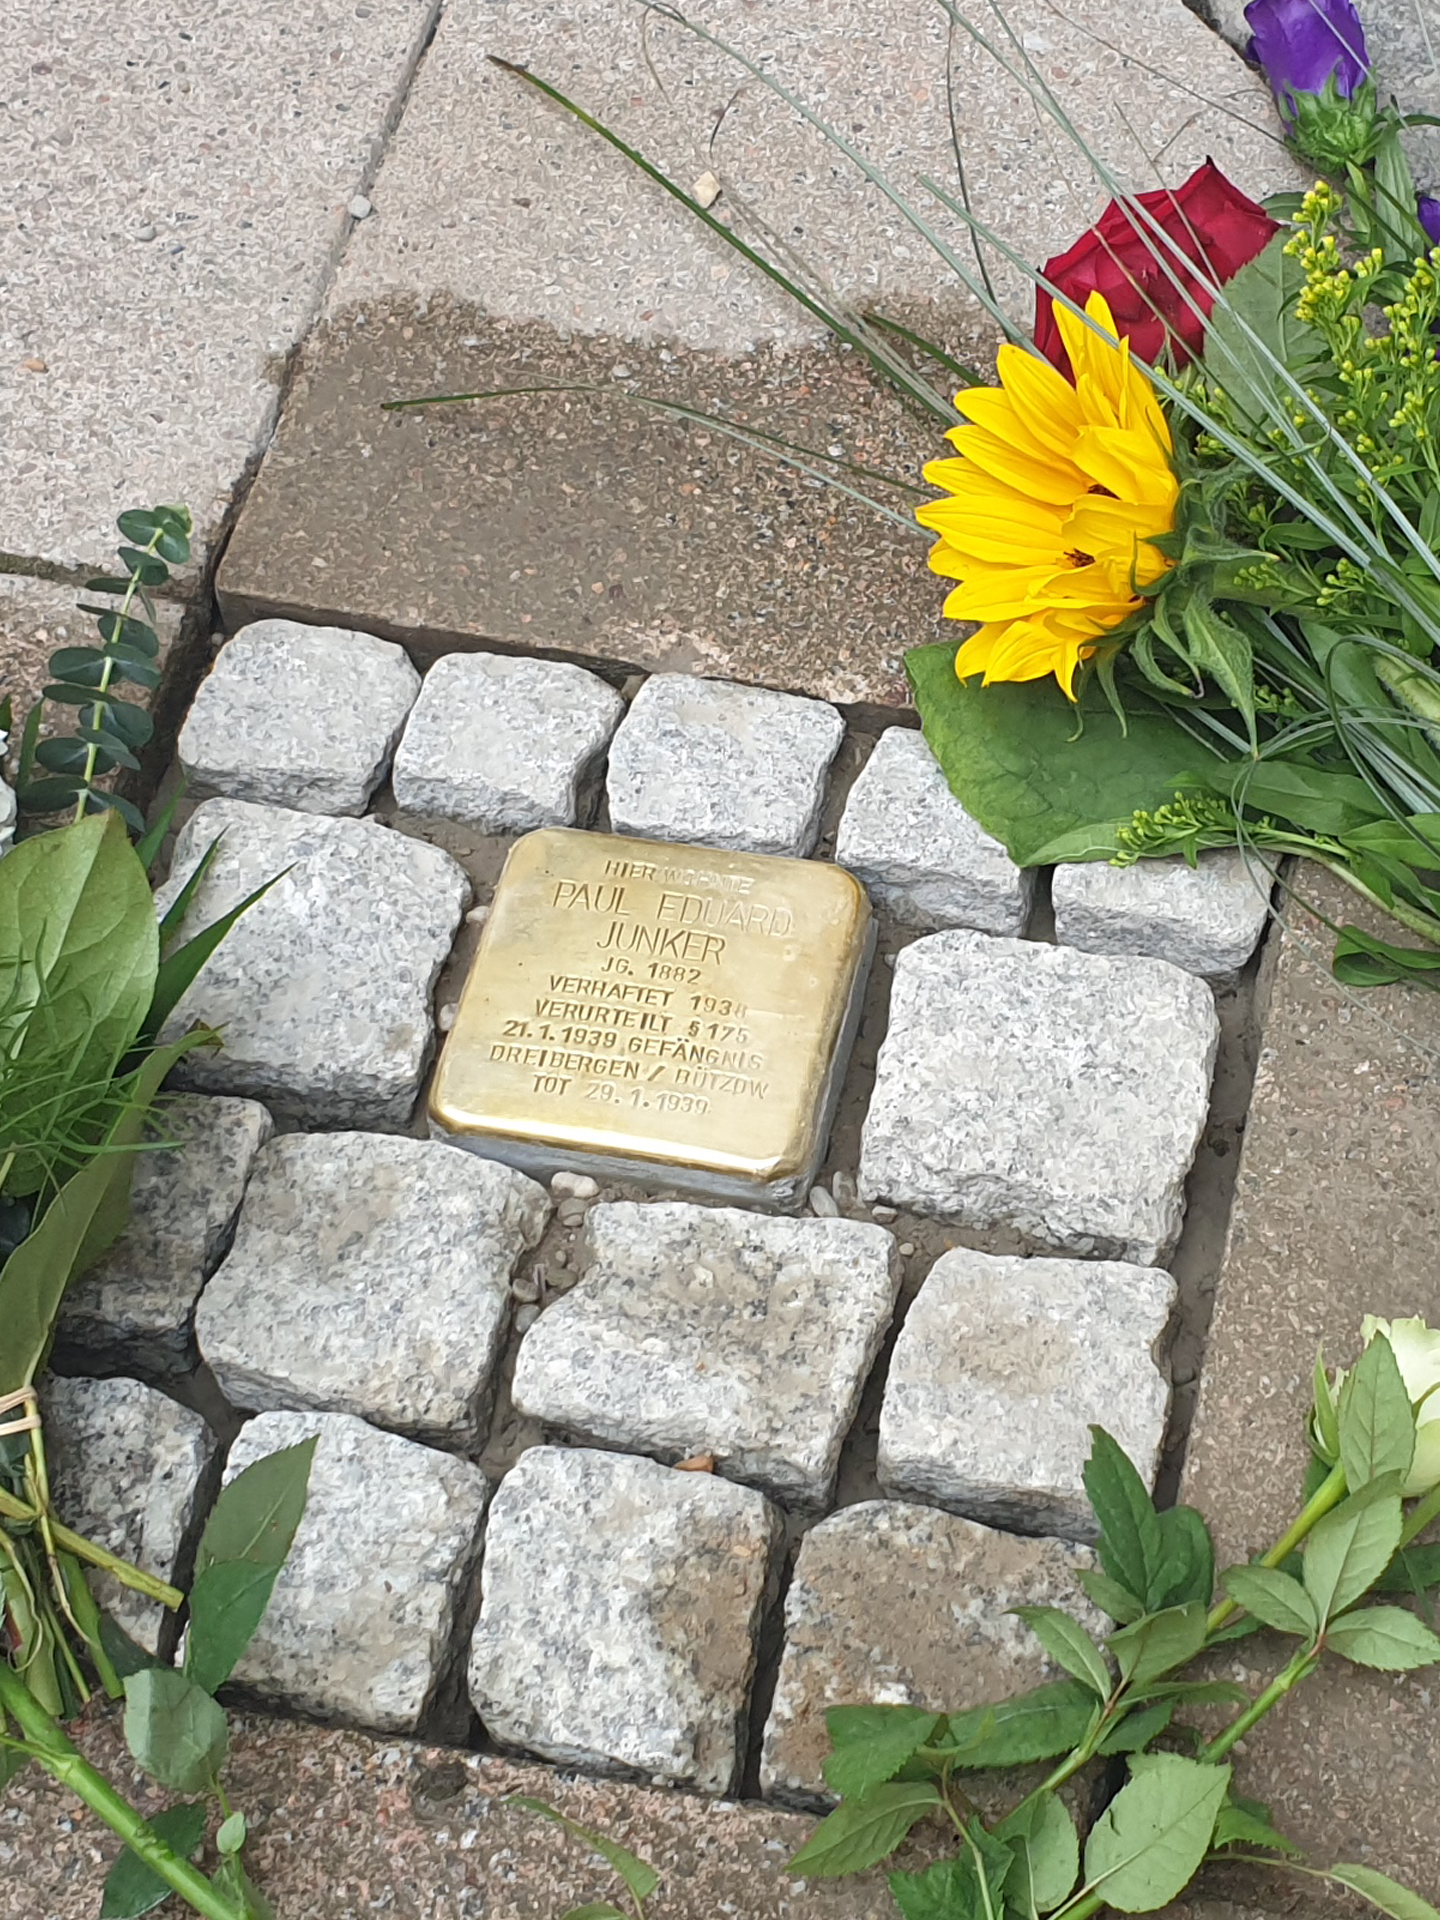 HIER WOHNTE
PAUL EDUARD
JUNKER
JG. 1882
VERHAFTET 1938
VERURTEILT §175
21.1.1939 GEFÄNGNIS
DREIBERGEN / BÜTZOW
TOT 29.1.1939